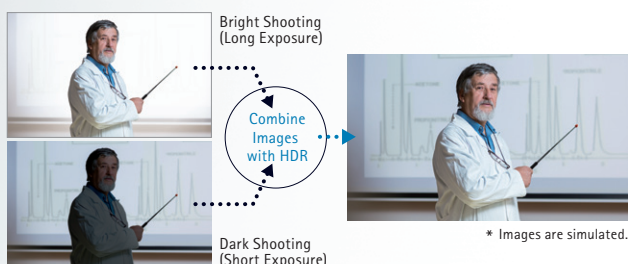 Bright Shooting
(Long Exposure)
Combine
Images
with HDR
Dark Shooting
(Short Exposure)
* Images are simulated.